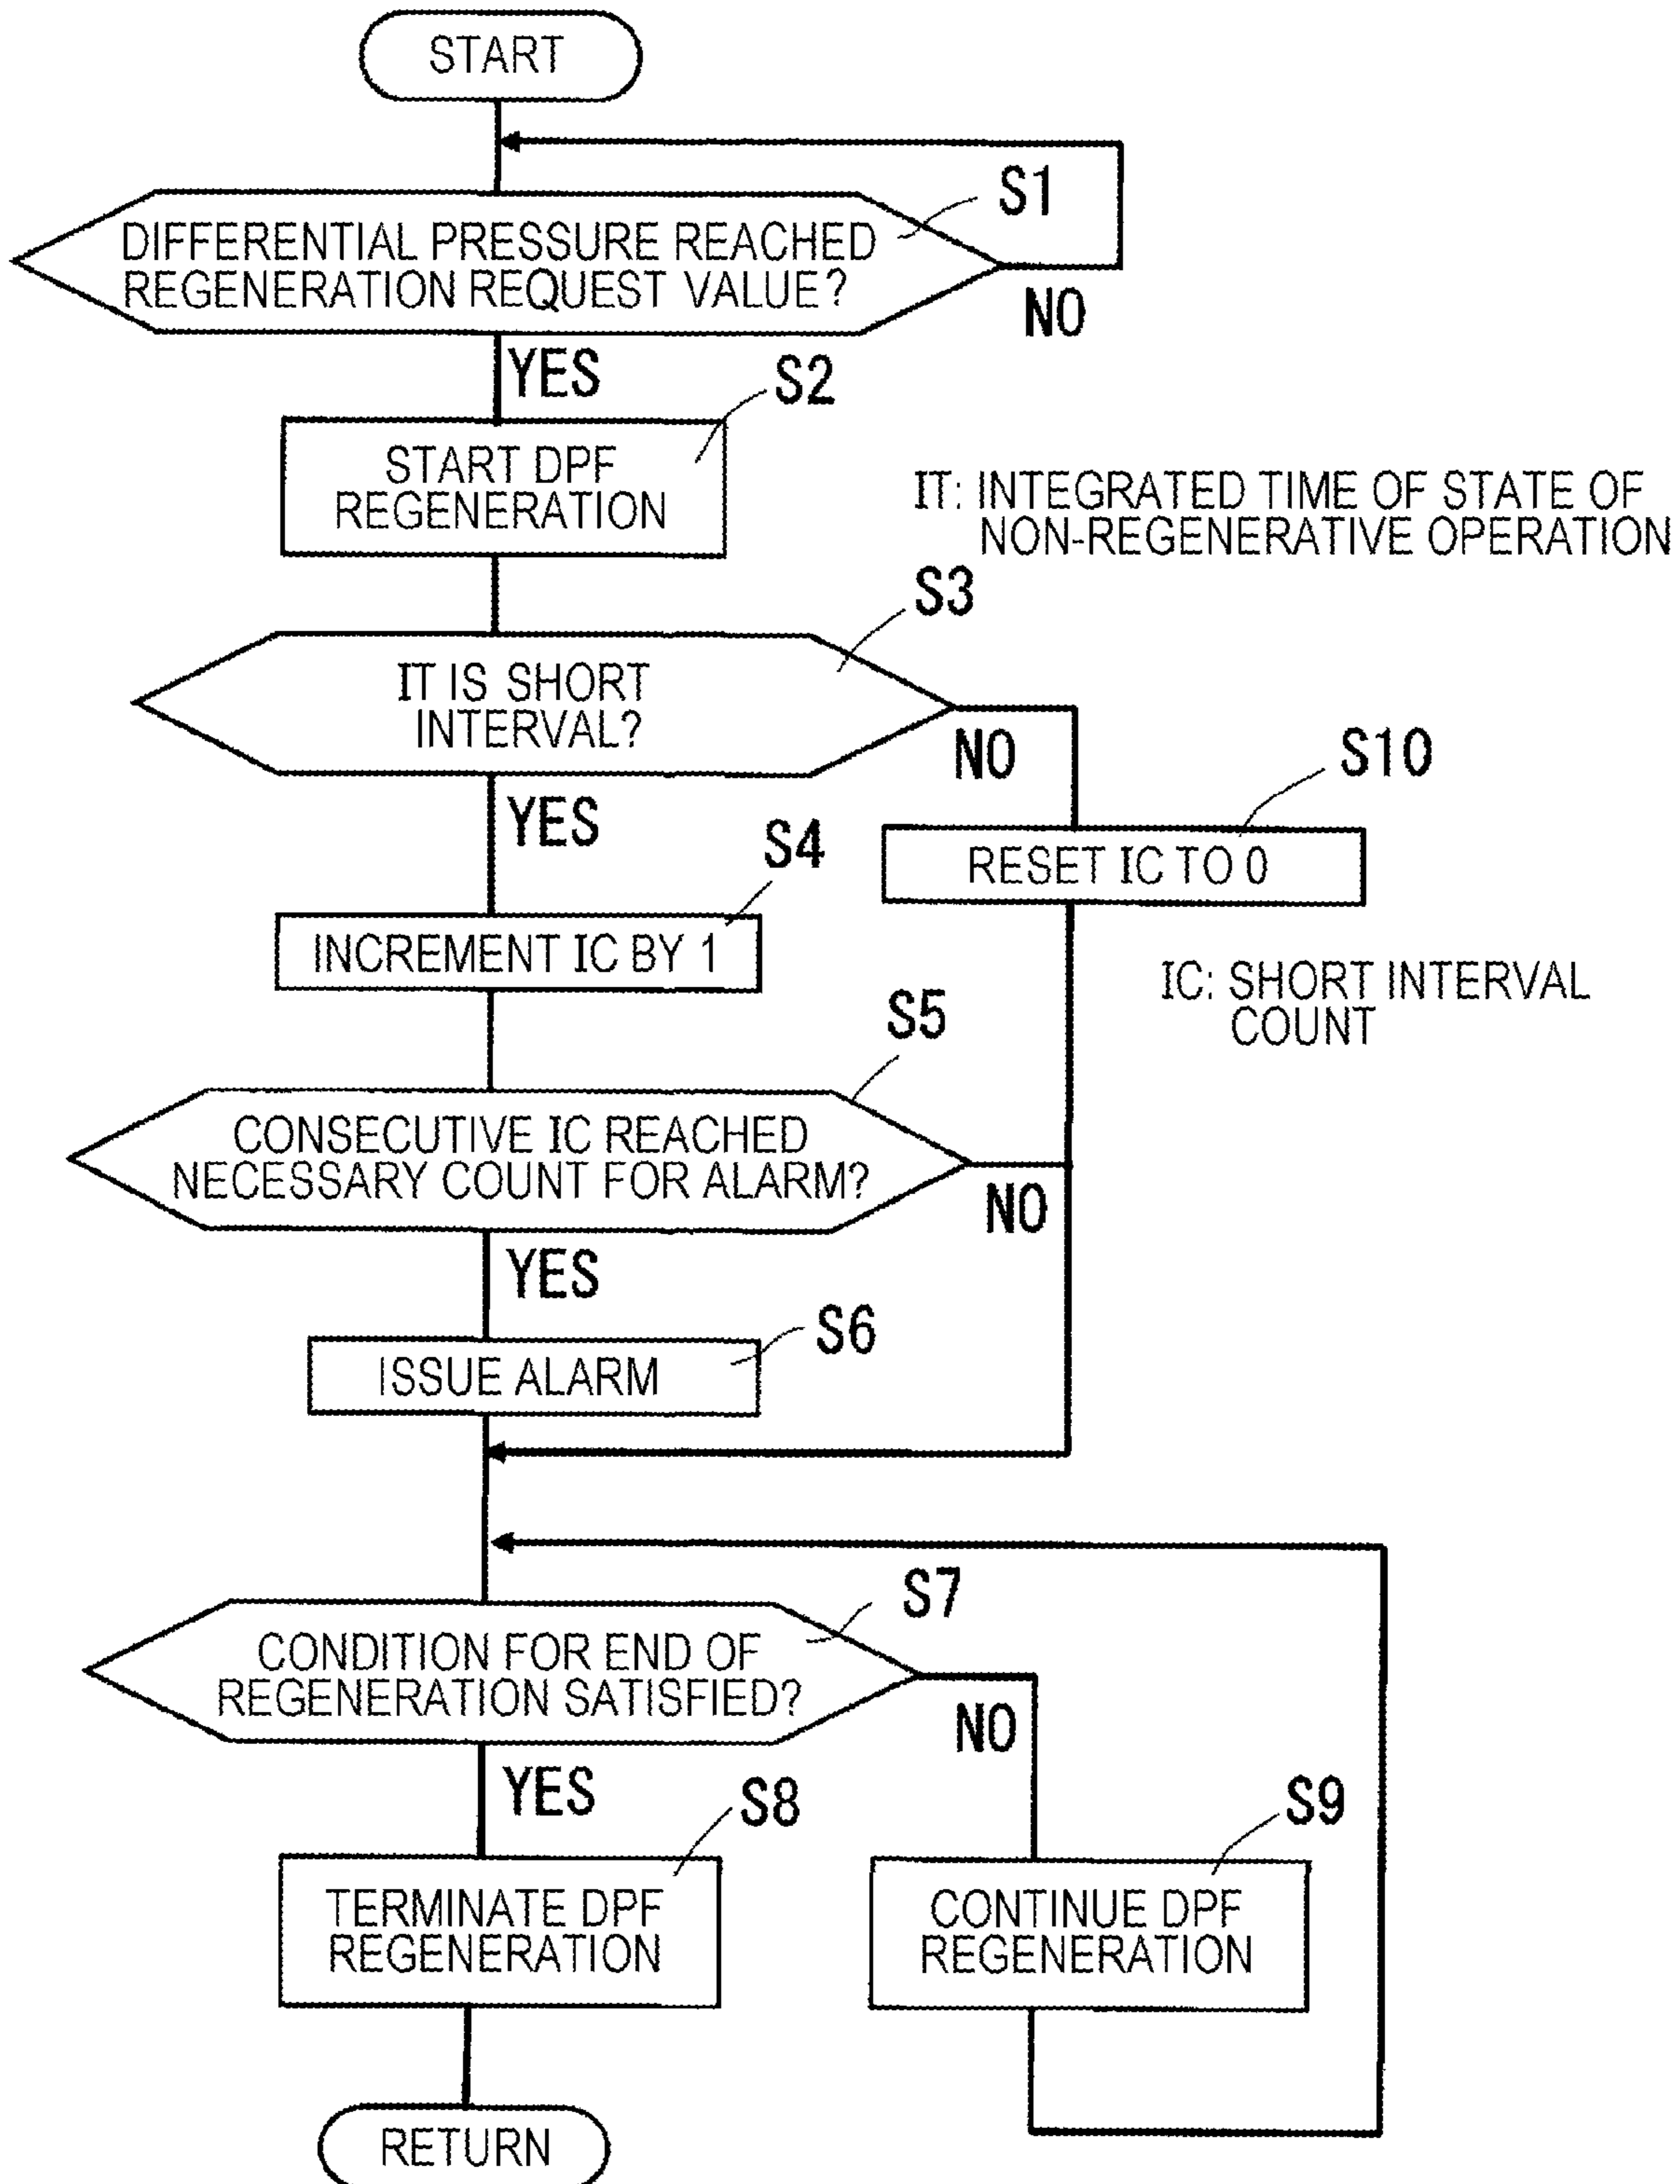 START
S1
DIFFERENTIAL PRESSURE REACHED
REGENERATION REQUEST VALUE?
NO
YES
S2
START DPF
REGENERATION
IT: INTEGRATED TIME OF STATE OF
NON-REGENERATIVE OPERATION
S3
IT IS SHORT
INTERVAL?
NO
YES
S10
RESET IC TO 0
S4
INCREMENT IC BY 1
IC: SHORT INTERVAL
COUNT
S5
CONSECUTIVE IC REACHED
NECESSARY COUNT FOR ALARM?
NO
YES
S6
ISSUE ALARM
S7
CONDITION FOR END OF
REGENERATION SATISFIED?
NO
YES
S8
TERMINATE DPF
REGENERATION
S9
CONTINUE DPF
REGENERATION
RETURN